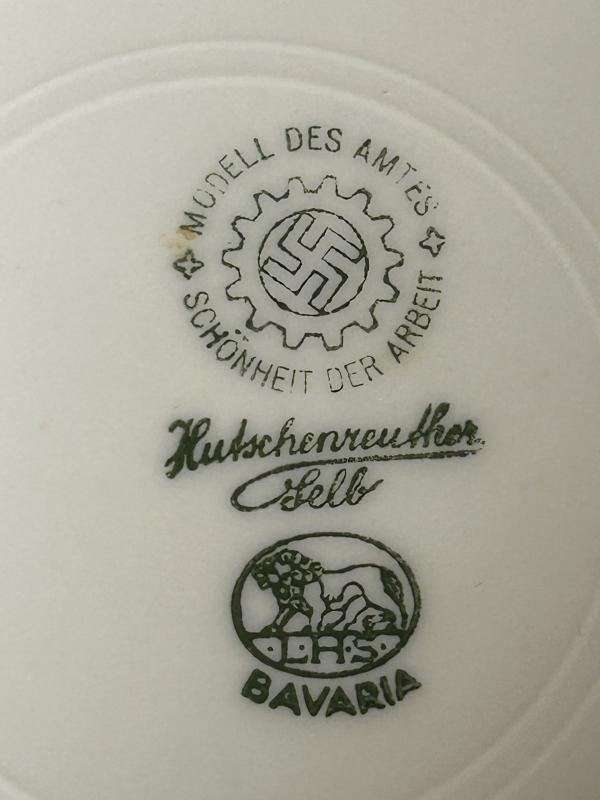 MODELL DES AMTES
SCHÖNHEIT DER ARBEIT
Hutschenreuther
Selb
L.H.S.
BAVARIA